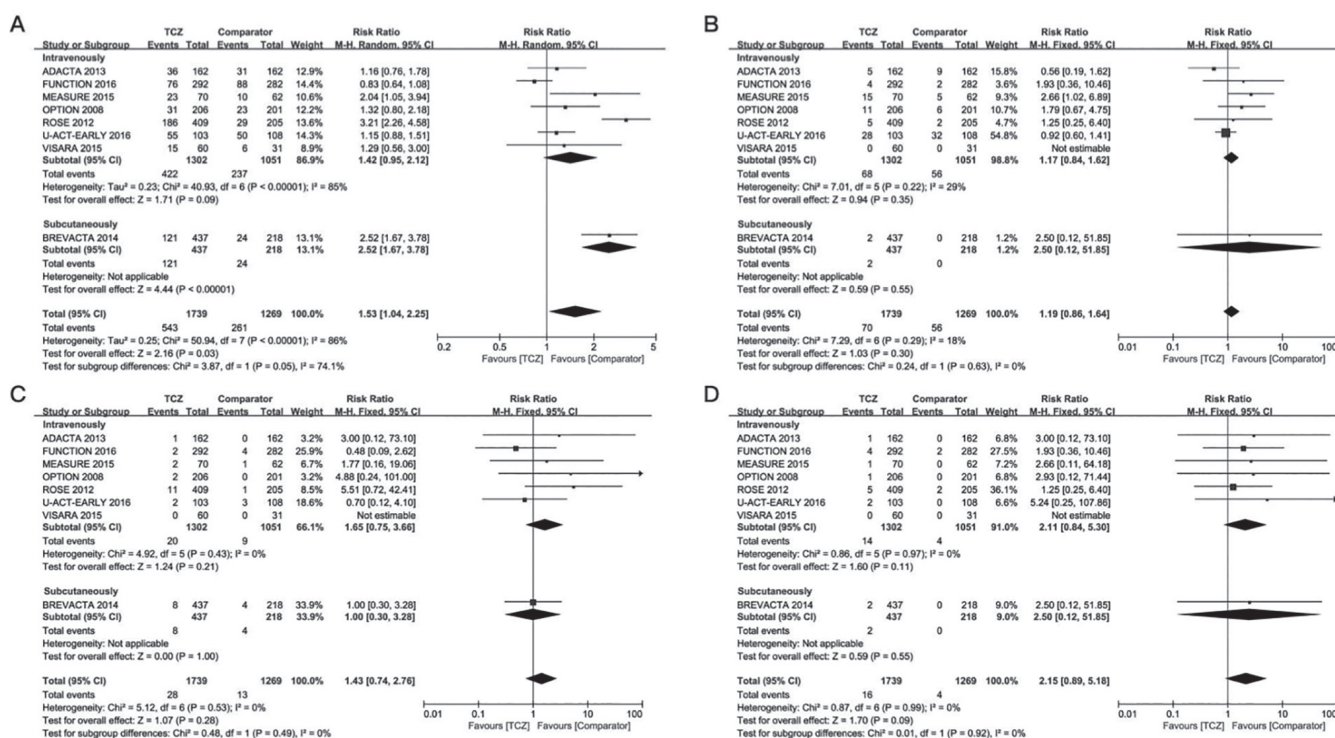 A
TCZ Comparator Risk Ratio Risk Ratio
Study or Subgroup Events Total Events Total Weight M-H. Random. 95% CI M-H. Random. 95% CI
Intravenously
ADACTA 2013 36 162 31 162 12.9% 1.16 [0.76, 1.78]
FUNCTION 2016 76 292 88 282 14.4% 0.83 [0.64, 1.08]
MEASURE 2015 23 70 10 62 11.2% 2.04 [1.05, 3.94]
OPTION 2008 31 206 23 201 12.6% 1.32 [0.80, 2.18]
ROSE 2012 186 409 29 205 13.5% 3.21 [2.26, 4.58]
U-ACT-EARLY 2016 55 103 50 108 14.3% 1.15 [0.88, 1.51]
VISARA 2015 15 60 6 31 8.0% 1.29 [0.56, 3.00]
Subtotal (95% CI) 1302 1051 86.9% 1.42 [0.95, 2.12]
Total events 422 237
Heterogeneity: Tau² = 0.23; Chi² = 40.93, df = 6 (P < 0.00001); I² = 85%
Test for overall effect: Z = 1.71 (P = 0.09)
Subcutaneously
BREVACTA 2014 121 437 24 218 13.1% 2.52 [1.67, 3.78]
Subtotal (95% CI) 437 218 13.1% 2.52 [1.67, 3.78]
Total events 121 24
Heterogeneity: Not applicable
Test for overall effect: Z = 4.44 (P < 0.00001)
Total (95% CI) 1739 1269 100.0% 1.53 [1.04, 2.25]
Total events 543 261
Heterogeneity: Tau² = 0.25; Chi² = 50.94, df = 7 (P < 0.00001); I² = 86%
Test for overall effect: Z = 2.16 (P = 0.03)
Test for subgroup differences: Chi² = 3.87, df = 1 (P = 0.05), I² = 74.1%
0.2 0.5 1 2 5
Favours [TCZ] Favours [Comparator]
B
TCZ Comparator Risk Ratio Risk Ratio
Study or Subgroup Events Total Events Total Weight M-H. Fixed. 95% CI M-H. Fixed. 95% CI
Intravenously
ADACTA 2013 5 162 9 162 15.8% 0.56 [0.19, 1.62]
FUNCTION 2016 4 292 2 282 3.6% 1.93 [0.36, 10.46]
MEASURE 2015 15 70 5 62 9.2% 2.66 [1.02, 6.89]
OPTION 2008 11 206 6 201 10.7% 1.79 [0.67, 4.75]
ROSE 2012 5 409 2 205 4.7% 1.25 [0.25, 6.40]
U-ACT-EARLY 2016 28 103 32 108 54.8% 0.92 [0.60, 1.41]
VISARA 2015 0 60 0 31 Not estimable
Subtotal (95% CI) 1302 1051 98.8% 1.17 [0.84, 1.62]
Total events 68 56
Heterogeneity: Chi² = 7.01, df = 5 (P = 0.22); I² = 29%
Test for overall effect: Z = 0.94 (P = 0.35)
Subcutaneously
BREVACTA 2014 2 437 0 218 1.2% 2.50 [0.12, 51.85]
Subtotal (95% CI) 437 218 1.2% 2.50 [0.12, 51.85]
Total events 2 0
Heterogeneity: Not applicable
Test for overall effect: Z = 0.59 (P = 0.55)
Total (95% CI) 1739 1269 100.0% 1.19 [0.86, 1.64]
Total events 70 56
Heterogeneity: Chi² = 7.29, df = 6 (P = 0.29); I² = 18%
Test for overall effect: Z = 1.03 (P = 0.30)
Test for subgroup differences: Chi² = 0.24, df = 1 (P = 0.63), I² = 0%
0.01 0.1 1 10 100
Favours [TCZ] Favours [Comparator]
C
TCZ Comparator Risk Ratio Risk Ratio
Study or Subgroup Events Total Events Total Weight M-H. Fixed. 95% CI M-H. Fixed. 95% CI
Intravenously
ADACTA 2013 1 162 0 162 3.2% 3.00 [0.12, 73.10]
FUNCTION 2016 2 292 4 282 25.9% 0.48 [0.09, 2.62]
MEASURE 2015 2 70 1 62 6.7% 1.77 [0.16, 19.06]
OPTION 2008 2 206 0 201 3.2% 4.88 [0.24, 101.00]
ROSE 2012 11 409 1 205 8.5% 5.51 [0.72, 42.41]
U-ACT-EARLY 2016 2 103 3 108 18.6% 0.70 [0.12, 4.10]
VISARA 2015 0 60 0 31 Not estimable
Subtotal (95% CI) 1302 1051 66.1% 1.65 [0.75, 3.66]
Total events 20 9
Heterogeneity: Chi² = 4.92, df = 5 (P = 0.43); I² = 0%
Test for overall effect: Z = 1.24 (P = 0.21)
Subcutaneously
BREVACTA 2014 8 437 4 218 33.9% 1.00 [0.30, 3.28]
Subtotal (95% CI) 437 218 33.9% 1.00 [0.30, 3.28]
Total events 8 4
Heterogeneity: Not applicable
Test for overall effect: Z = 0.00 (P = 1.00)
Total (95% CI) 1739 1269 100.0% 1.43 [0.74, 2.76]
Total events 28 13
Heterogeneity: Chi² = 5.12, df = 6 (P = 0.53); I² = 0%
Test for overall effect: Z = 1.07 (P = 0.28)
Test for subgroup differences: Chi² = 0.48, df = 1 (P = 0.49), I² = 0%
0.01 0.1 1 10 100
Favours [TCZ] Favours [Comparator]
D
TCZ Comparator Risk Ratio Risk Ratio
Study or Subgroup Events Total Events Total Weight M-H. Fixed. 95% CI M-H. Fixed. 95% CI
Intravenously
ADACTA 2013 1 162 0 162 6.8% 3.00 [0.12, 73.10]
FUNCTION 2016 4 292 2 282 27.5% 1.93 [0.36, 10.46]
MEASURE 2015 1 70 0 62 7.2% 2.66 [0.11, 64.18]
OPTION 2008 1 206 0 201 6.8% 2.93 [0.12, 71.44]
ROSE 2012 5 409 2 205 36.1% 1.25 [0.25, 6.40]
U-ACT-EARLY 2016 2 103 0 108 6.6% 5.24 [0.25, 107.86]
VISARA 2015 0 60 0 31 Not estimable
Subtotal (95% CI) 1302 1051 91.0% 2.11 [0.84, 5.30]
Total events 14 4
Heterogeneity: Chi² = 0.86, df = 5 (P = 0.97); I² = 0%
Test for overall effect: Z = 1.60 (P = 0.11)
Subcutaneously
BREVACTA 2014 2 437 0 218 9.0% 2.50 [0.12, 51.85]
Subtotal (95% CI) 437 218 9.0% 2.50 [0.12, 51.85]
Total events 2 0
Heterogeneity: Not applicable
Test for overall effect: Z = 0.59 (P = 0.55)
Total (95% CI) 1739 1269 100.0% 2.15 [0.89, 5.18]
Total events 16 4
Heterogeneity: Chi² = 0.87, df = 6 (P = 0.99); I² = 0%
Test for overall effect: Z = 1.70 (P = 0.09)
Test for subgroup differences: Chi² = 0.01, df = 1 (P = 0.92), I² = 0%
0.01 0.1 1 10 100
Favours [TCZ] Favours [Comparator]